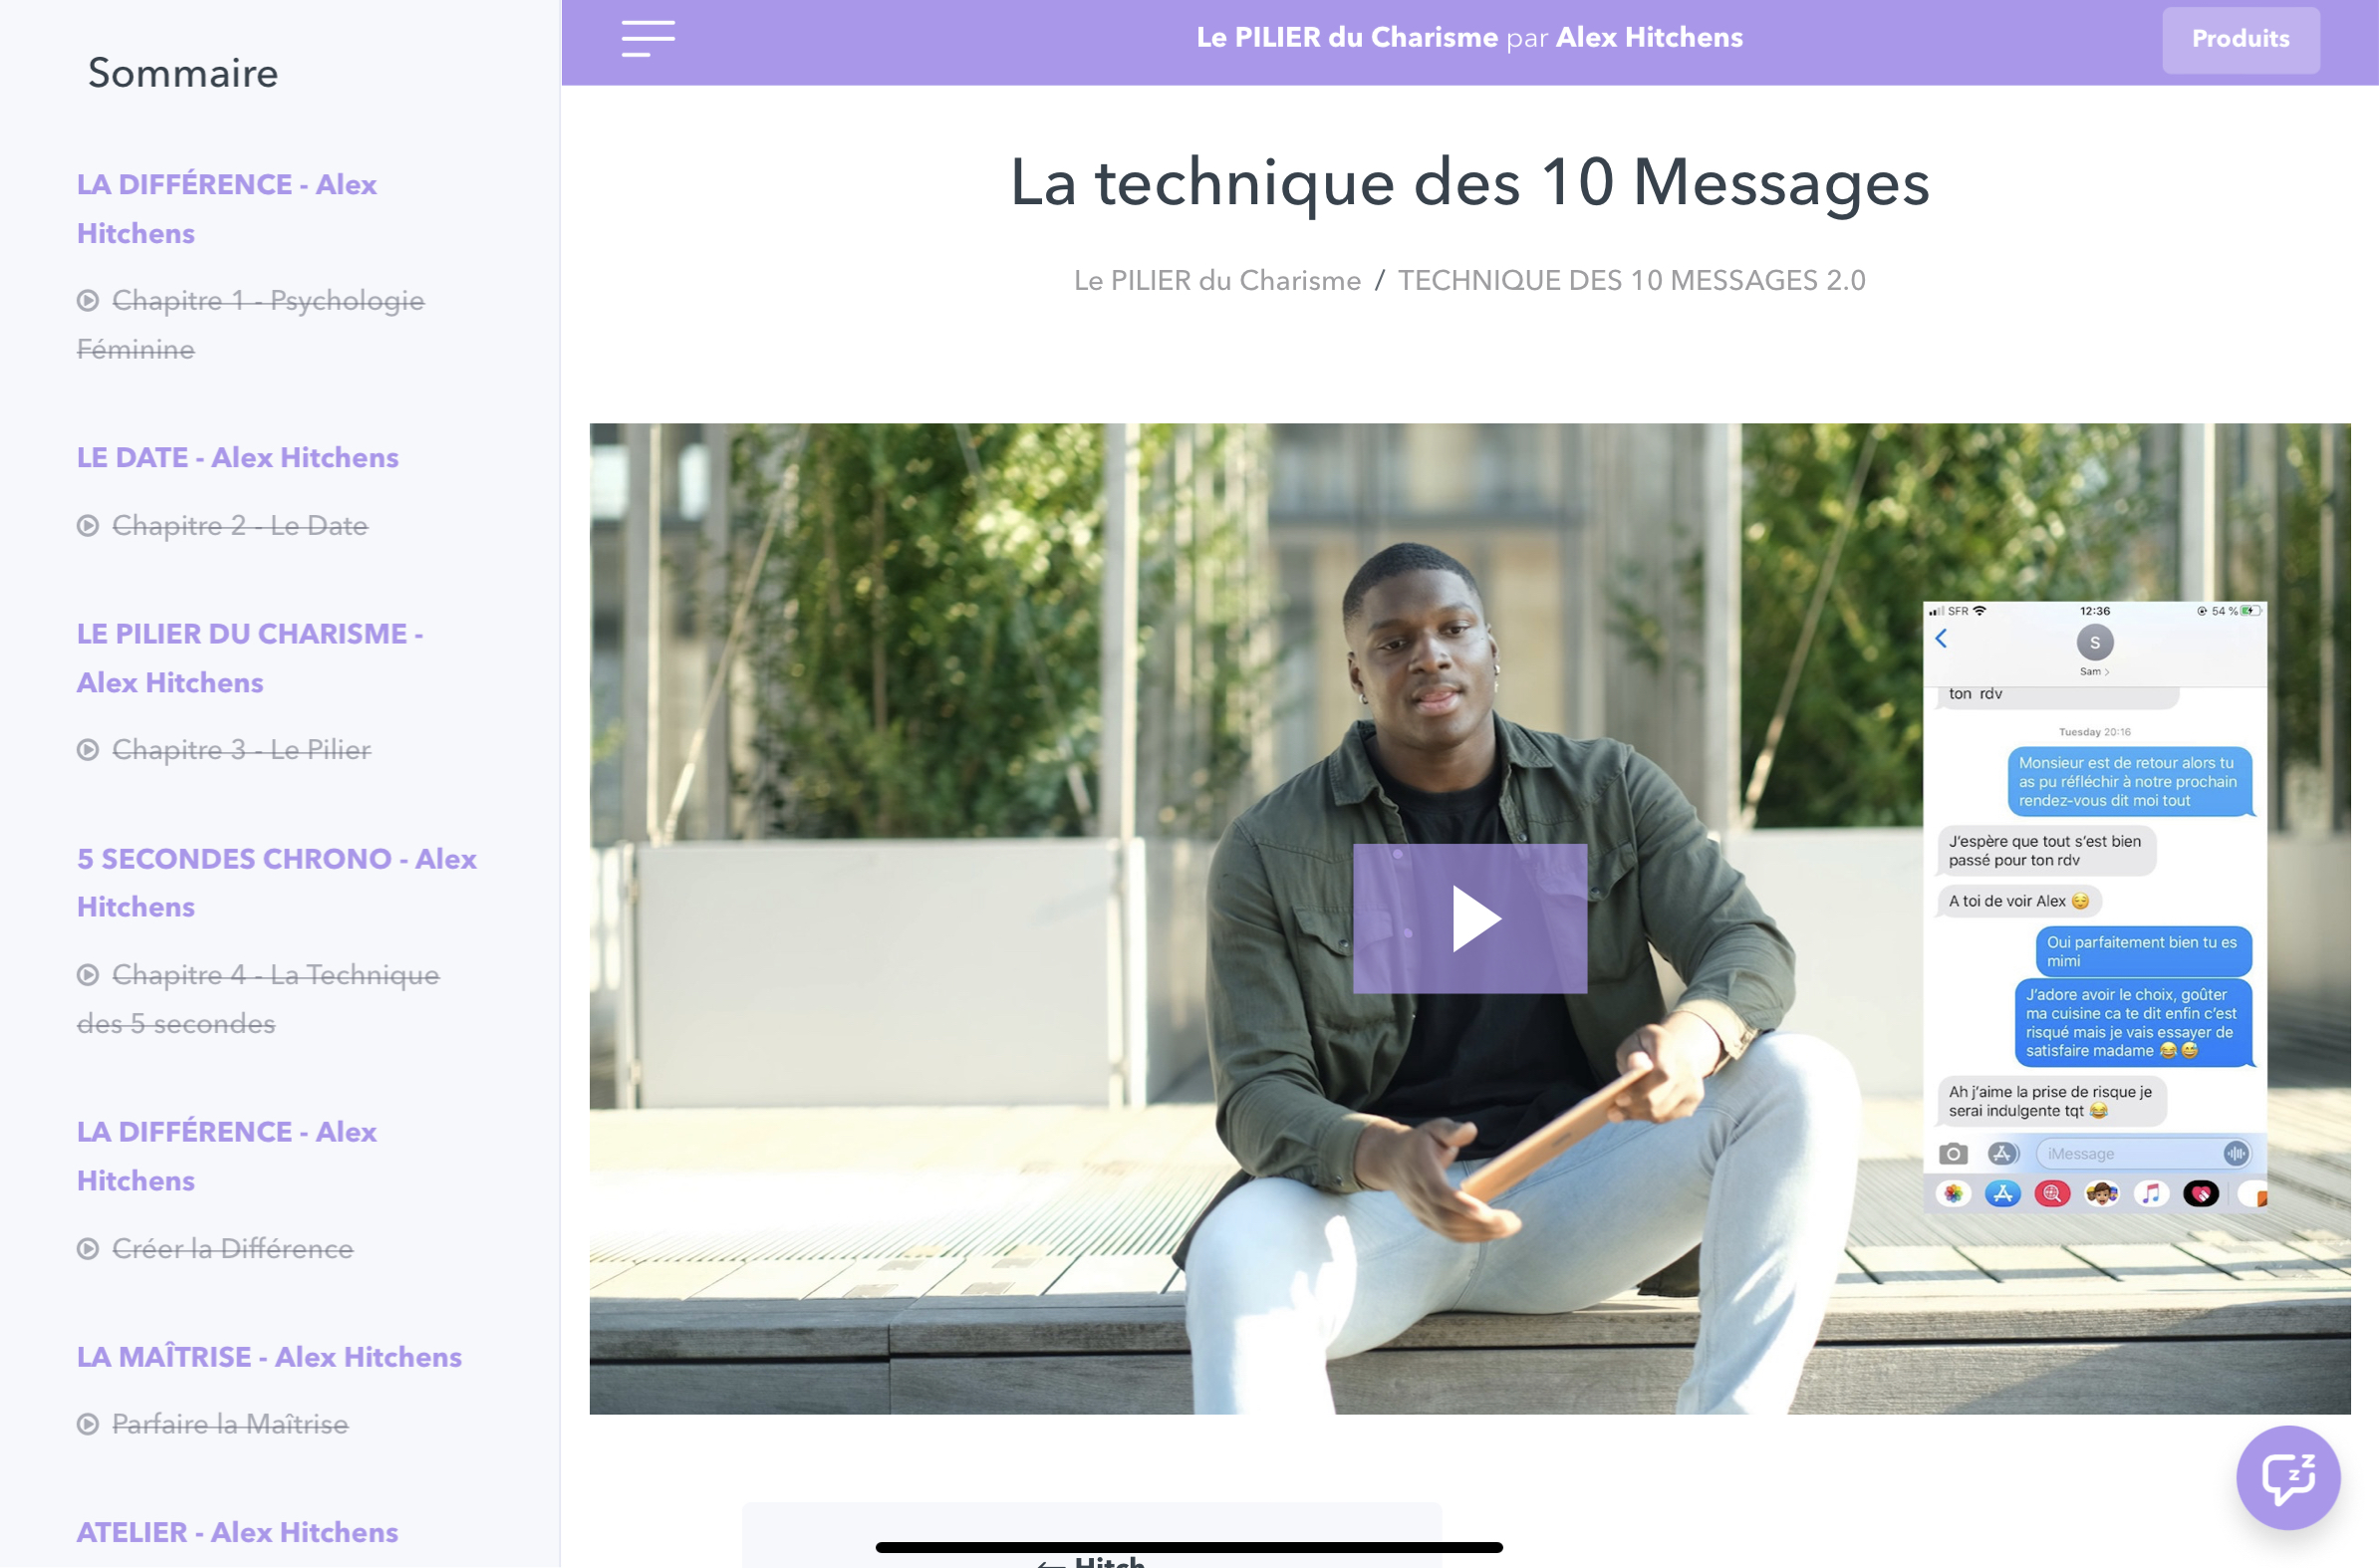 Sommaire
LA DIFFÉRENCE - Alex
Hitchens
Chapitre 1 - Psychologie
Féminine
LE DATE - Alex Hitchens
Chapitre 2 - Le Date
LE PILIER DU CHARISME -
Alex Hitchens
Chapitre 3 - Le Pilier
5 SECONDES CHRONO - Alex
Hitchens
Chapitre 4 - La Technique
des 5 secondes
LA DIFFÉRENCE - Alex
Hitchens
Créer la Différence
LA MAÎTRISE - Alex Hitchens
Parfaire la Maîtrise
ATELIER - Alex Hitchens
Le PILIER du Charisme par Alex Hitchens
Produits
La technique des 10 Messages
Le PILIER du Charisme / TECHNIQUE DES 10 MESSAGES 2.0
SFR 12:36 54 %
S
Sam
ton rdv
Tuesday 20:16
Monsieur est de retour alors tu
as pu réfléchir à notre prochain
rendez-vous dit moi tout
J'espère que tout s'est bien
passé pour ton rdv
A toi de voir Alex 😌
Oui parfaitement bien tu es
mimi
J'adore avoir le choix, goûter
ma cuisine ca te dit enfin c'est
risqué mais je vais essayer de
satisfaire madame 😂😅
Ah j'aime la prise de risque je
serai indulgente tqt 😂
iMessage
z
z
← Hitch